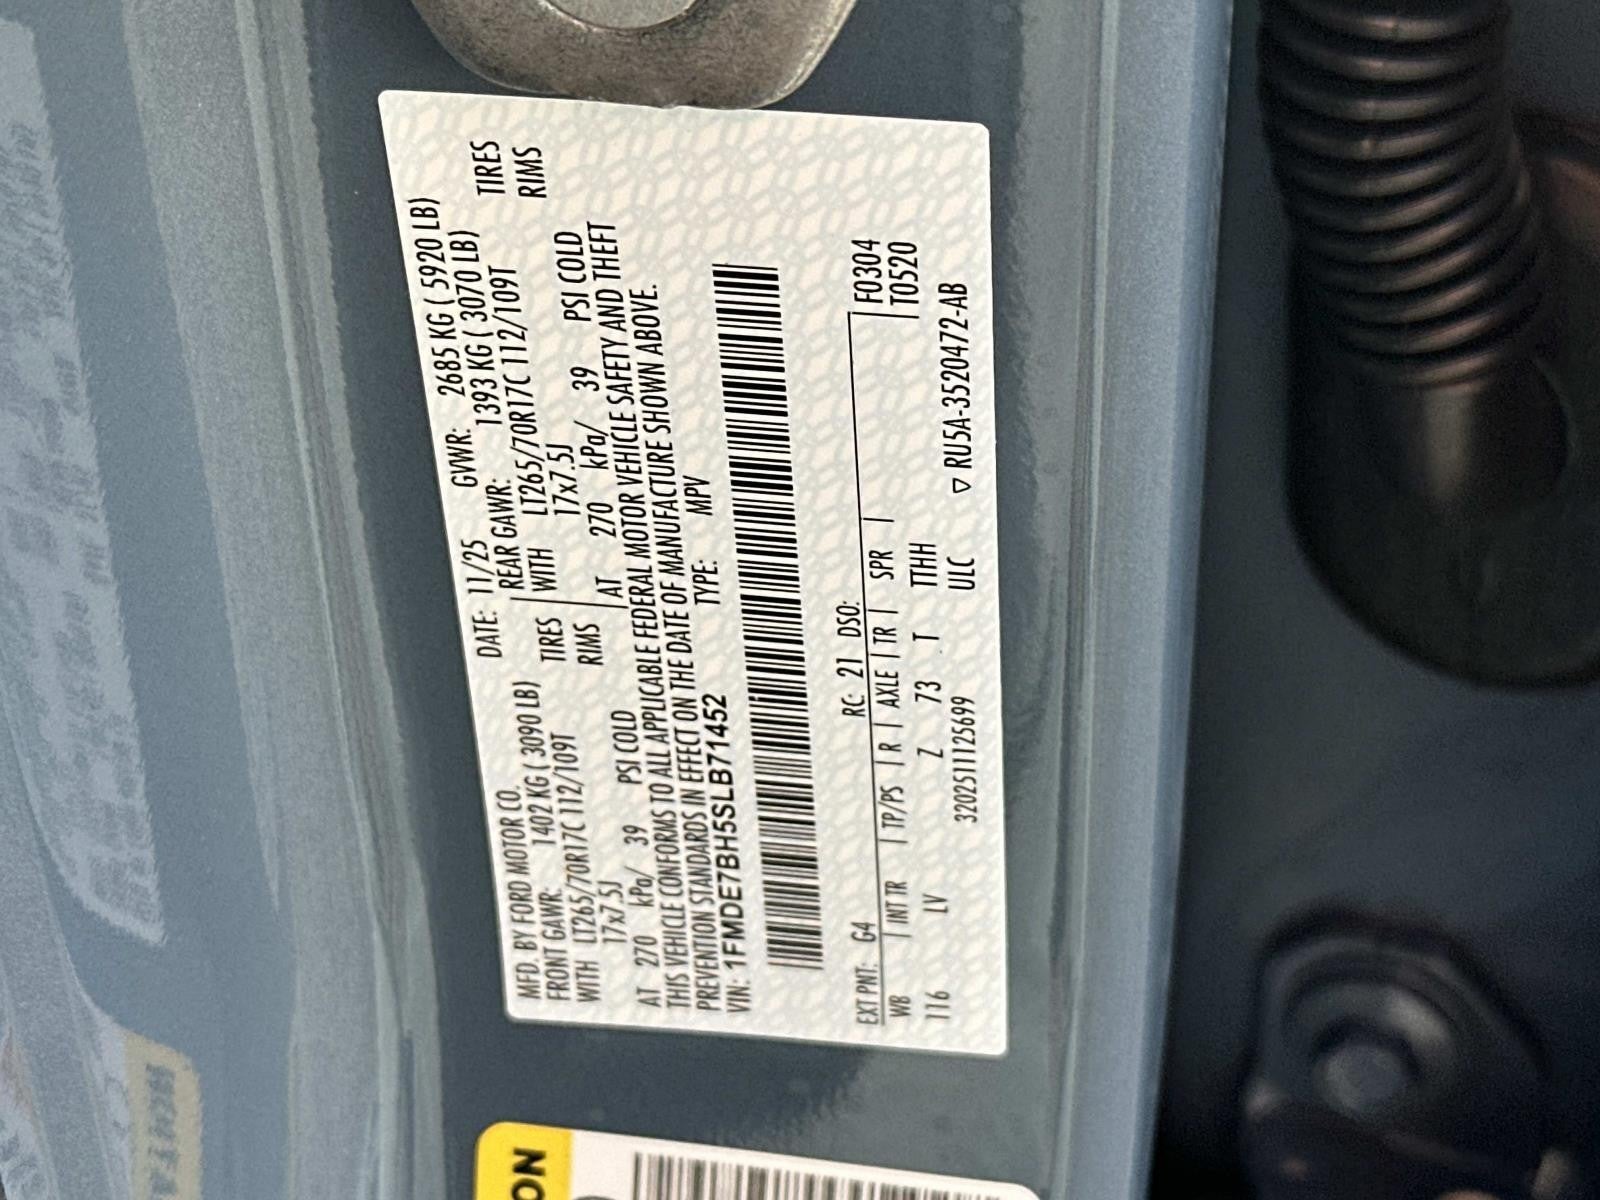 MFD. BY FORD MOTOR CO. DATE: 11/25 GVWR: 2685 KG ( 5920 LB)
FRONT GAWR: 1402 KG ( 3090 LB) REAR GAWR: 1393 KG ( 3070 LB)
WITH LT265/70R17C 112/109T TIRES WITH LT265/70R17C 112/109T TIRES
17x7.5J RIMS 17x7.5J RIMS
AT 270 kPa/ 39 PSI COLD AT 270 kPa/ 39 PSI COLD
THIS VEHICLE CONFORMS TO ALL APPLICABLE FEDERAL MOTOR VEHICLE SAFETY AND THEFT
PREVENTION STANDARDS IN EFFECT ON THE DATE OF MANUFACTURE SHOWN ABOVE.
VIN: 1FMDE7BH5SLB71452 TYPE: MPV
EXT PNT: G4 RC: 21 DSO: F0304
WB INT TR TP/PS R AXLE TR SPR T0520
116 LV Z 73 T TTHH
3202511125699 ULC ▽ RU5A-3520472-AB
ON